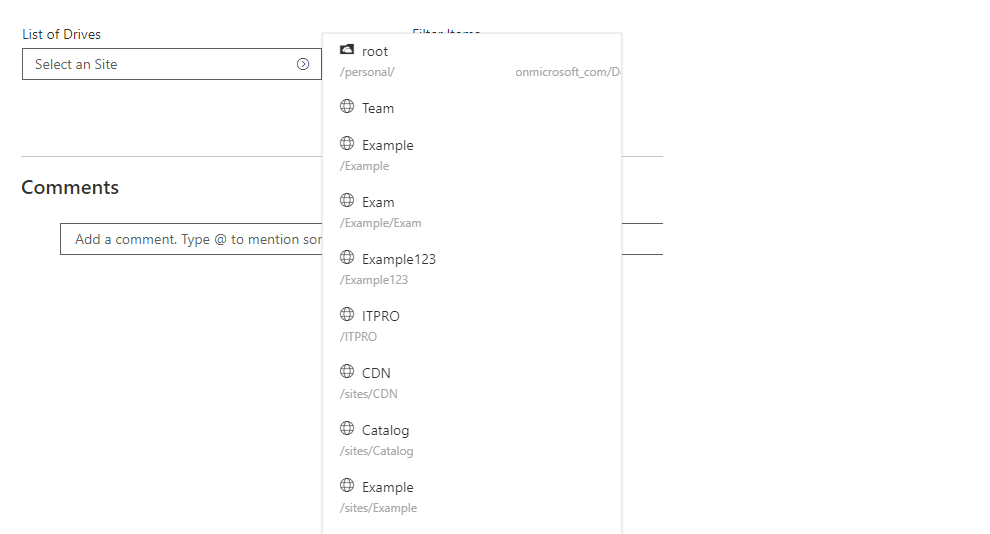 List of Drives
Select an Site
Comments
Add a comment. Type @ to mention
Filter Items
root
/personal/ onmicrosoft_com/D
Team
Example
/Example
Exam
/Example/Exam
Example123
/Example123
ITPRO
/ITPRO
CDN
/sites/CDN
Catalog
/sites/Catalog
Example
/sites/Example